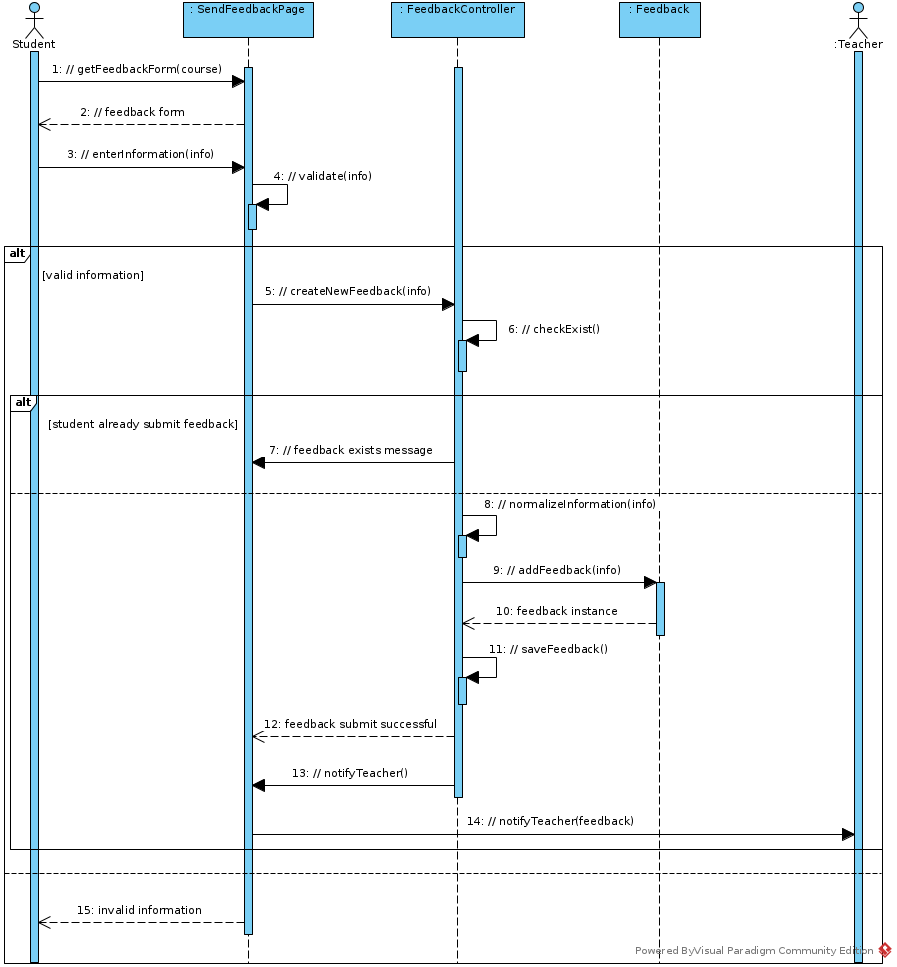 : SendFeedbackPage
: FeedbackController
: Feedback
Student
:Teacher
1: // getFeedbackForm(course)
2: // feedback form
3: // enterInformation(info)
4: // validate(info)
alt
[valid information]
5: // createNewFeedback(info)
6: // checkExist()
alt
[student already submit feedback]
7: // feedback exists message
8: // normalizeInformation(info)
9: // addFeedback(info)
10: feedback instance
11: // saveFeedback()
12: feedback submit successful
13: // notifyTeacher()
14: // notifyTeacher(feedback)
15: invalid information
Powered ByVisual Paradigm Community Edition